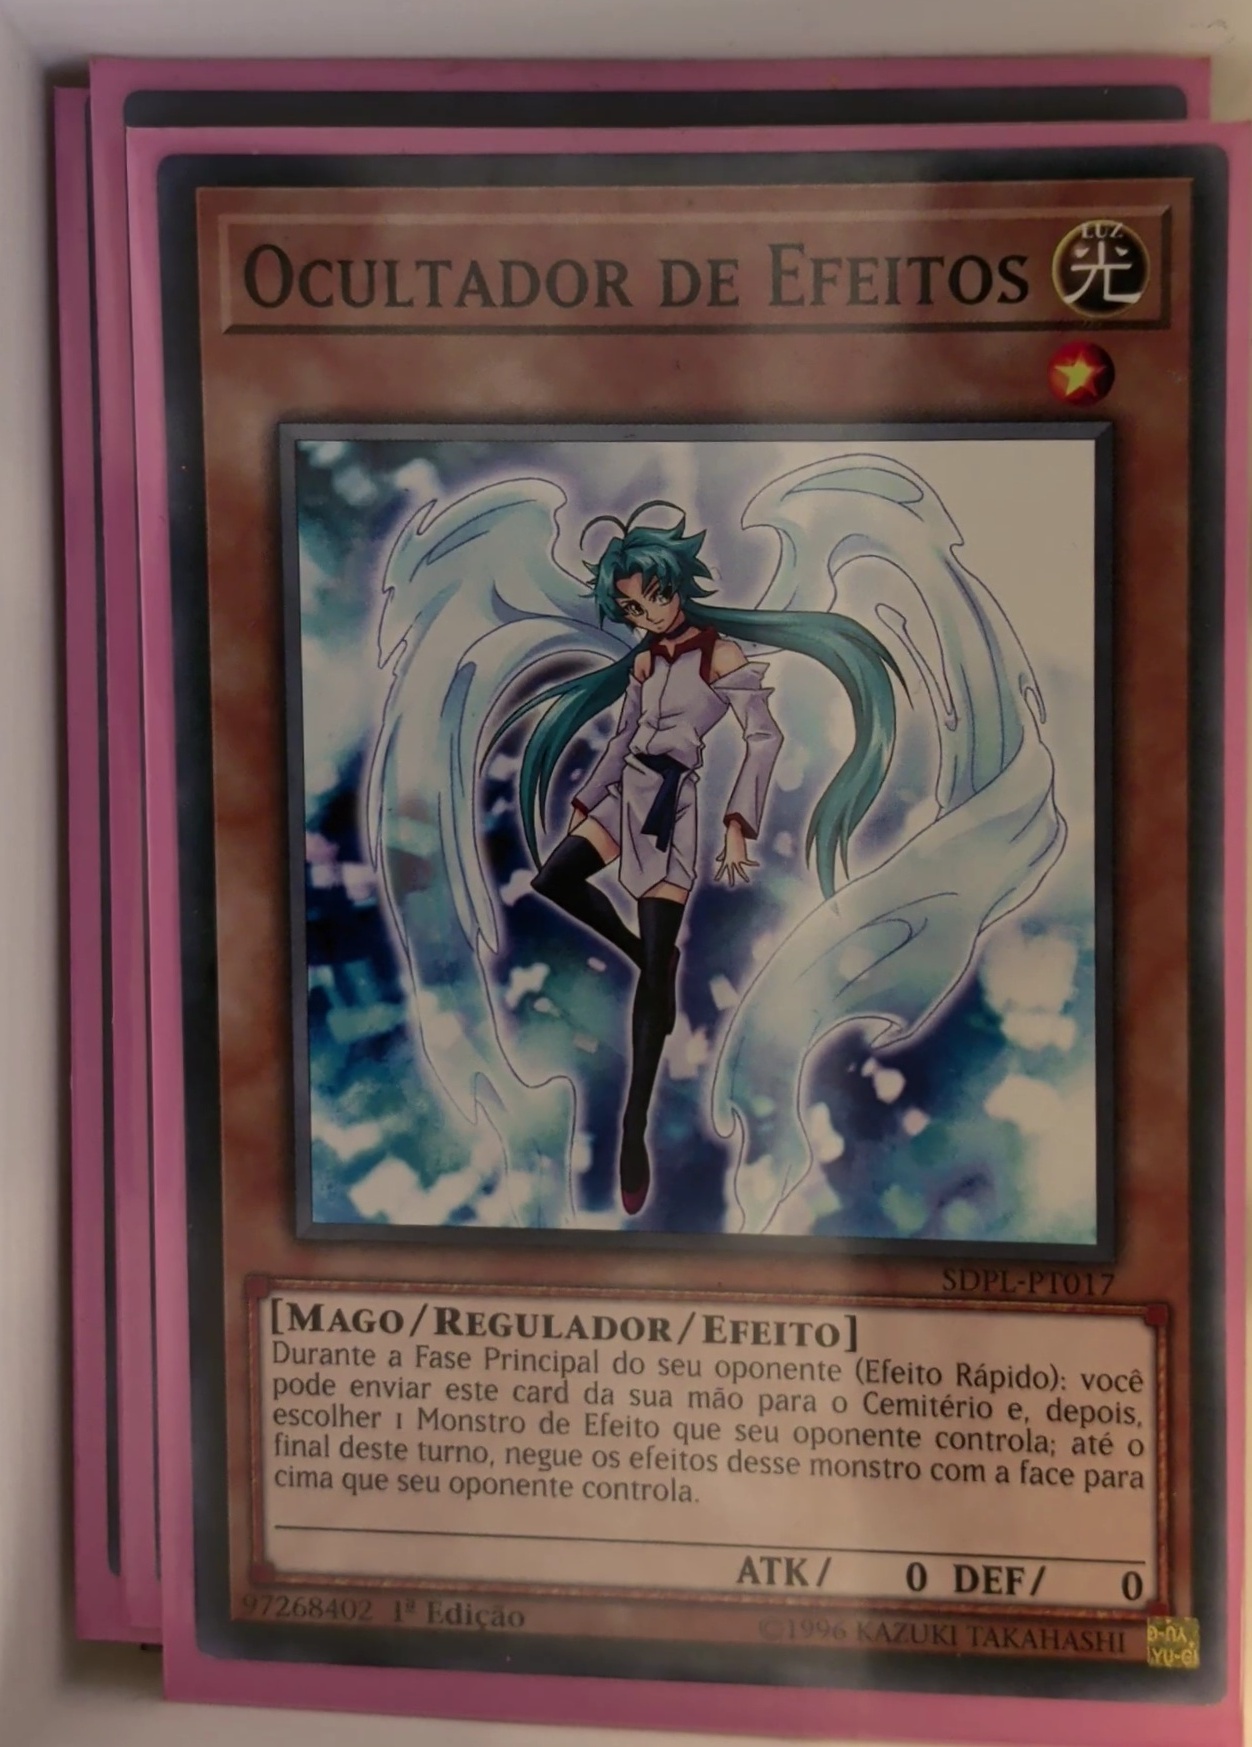 OCULTADOR DE EFEITOS
LUZ
光
SDPL-PT017
[MAGO/REGULADOR/EFEITO]
Durante a Fase Principal do seu oponente (Efeito Rápido): você
pode enviar este card da sua mão para o Cemitério e, depois,
escolher 1 Monstro de Efeito que seu oponente controla; até o
final deste turno, negue os efeitos desse monstro com a face para
cima que seu oponente controla.
ATK/ 0 DEF/ 0
97268402 1ª Edição
©1996 KAZUKI TAKAHASHI